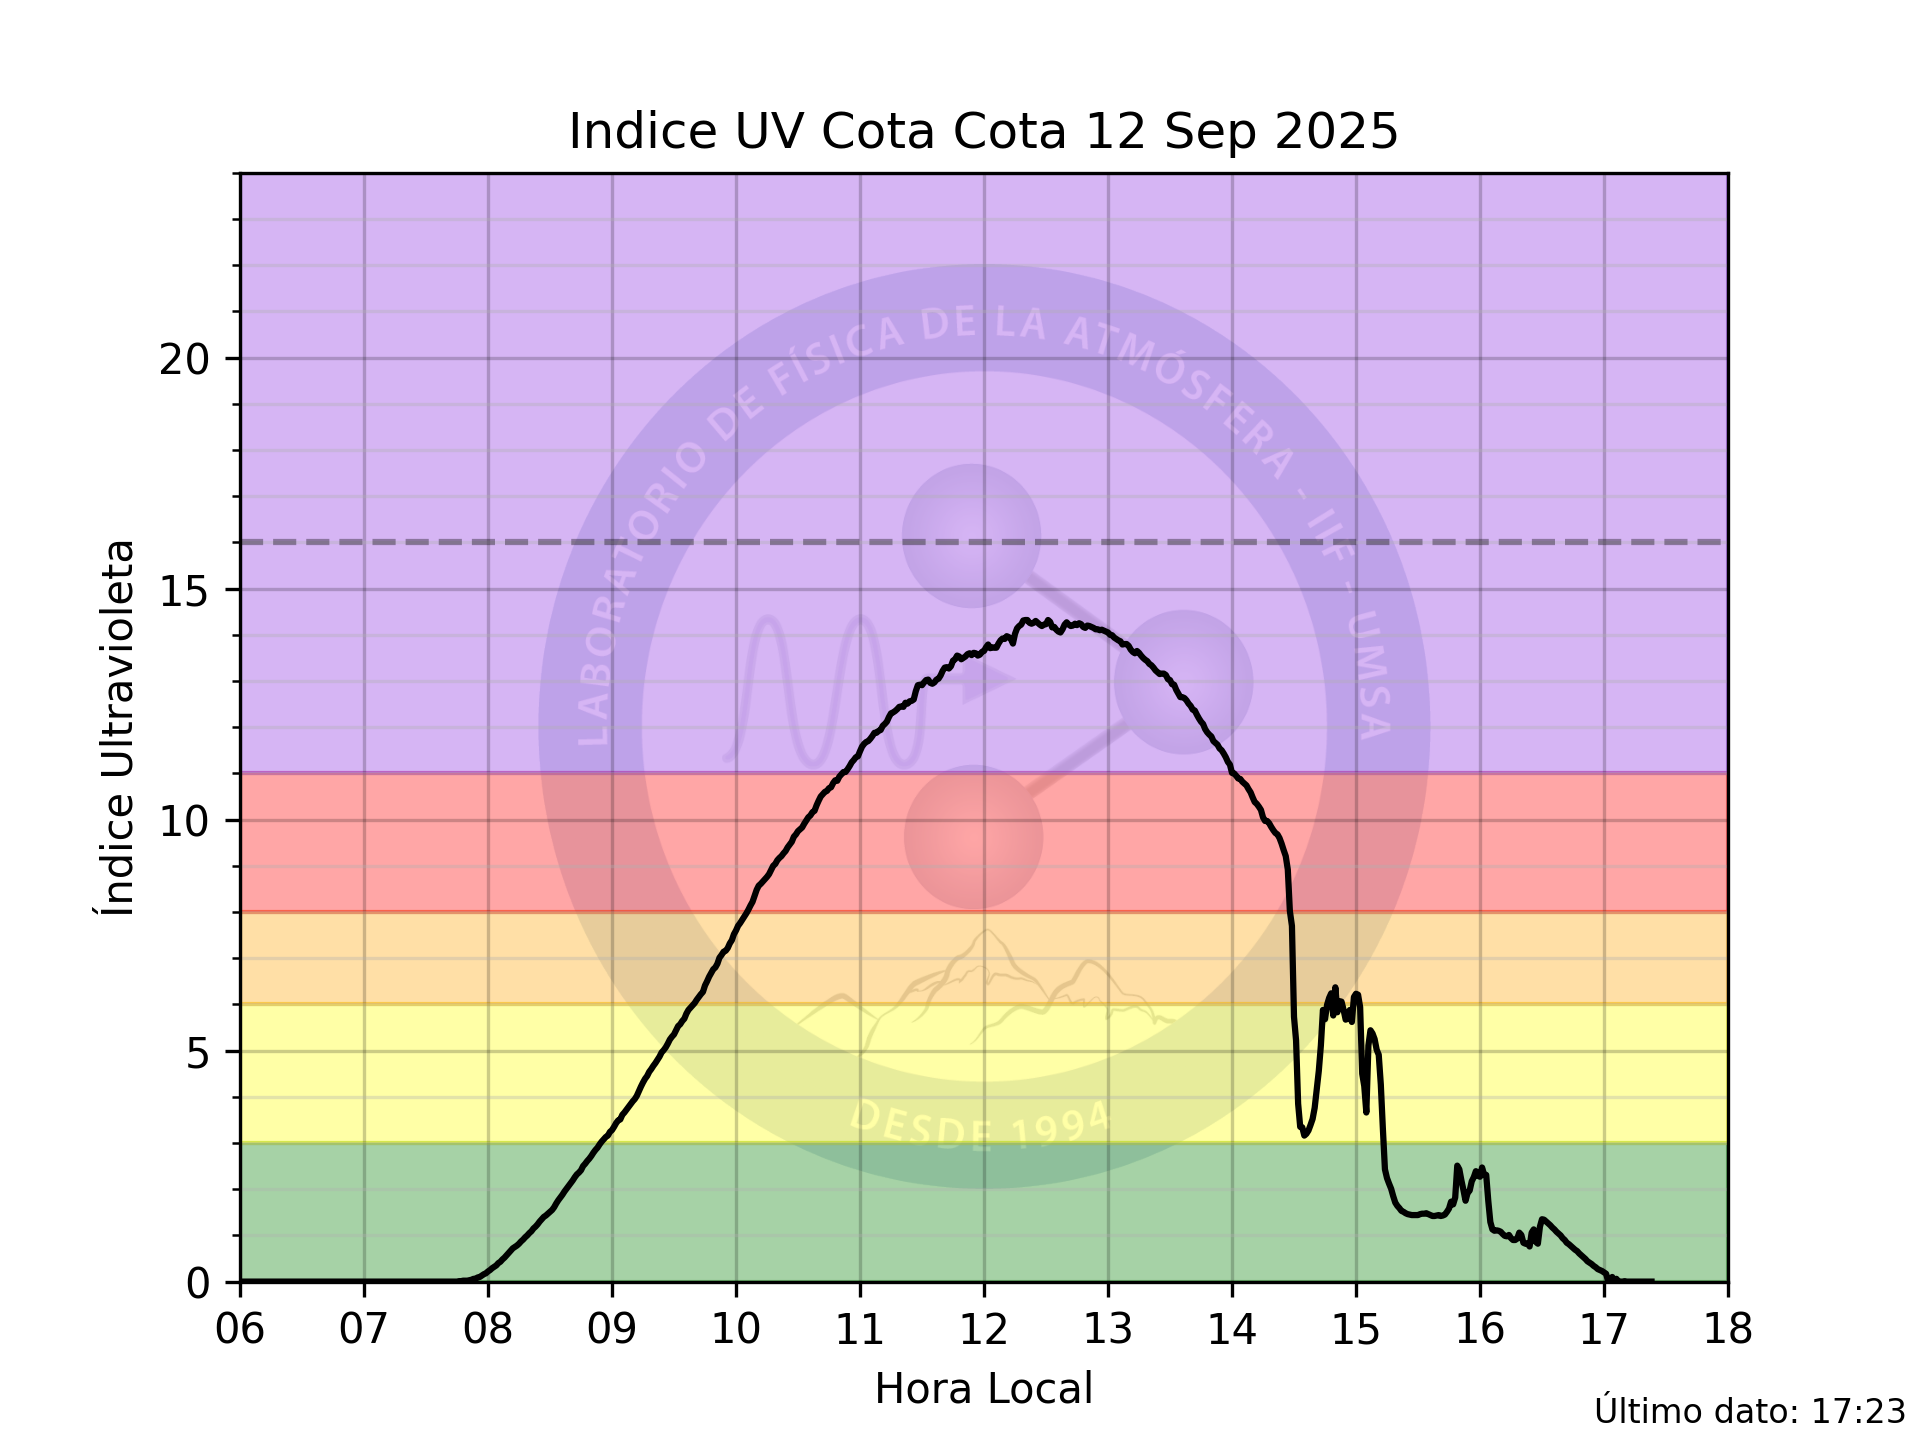 Indice UV Cota Cota 12 Sep 2025
LABORATORIO DE FÍSICA DE LA ATMÓSFERA - IIF - UMSA
DESDE 1994
Índice Ultravioleta
20
15
10
5
0
06 07 08 09 10 11 12 13 14 15 16 17 18
Hora Local
Último dato: 17:23